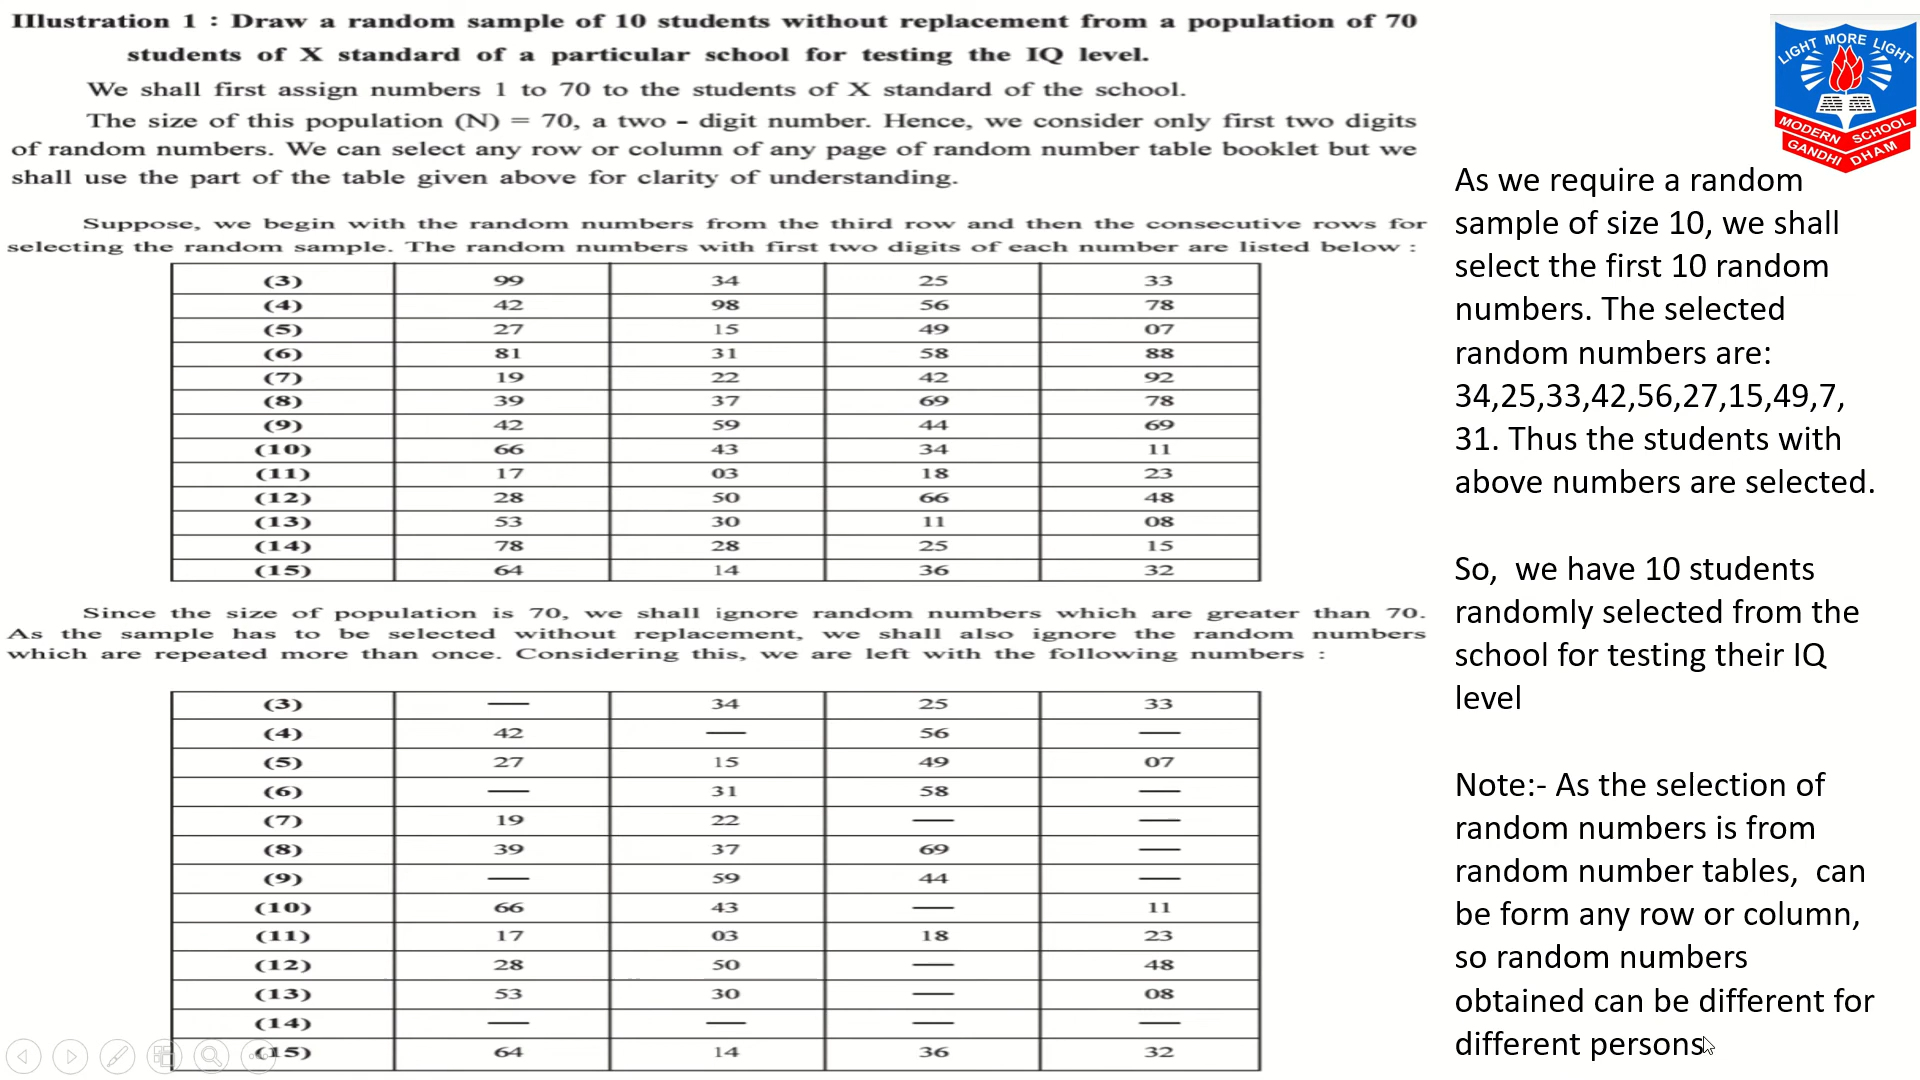 Illustration 1 : Draw a random sample of 10 students without replacement from a population of 70
students of X standard of a particular school for testing the IQ level.
We shall first assign numbers 1 to 70 to the students of X standard of the school.
The size of this population (N) = 70, a two - digit number. Hence, we consider only first two digits
of random numbers. We can select any row or column of any page of random number table booklet but we
shall use the part of the table given above for clarity of understanding.
Suppose, we begin with the random numbers from the third row and then the consecutive rows for
selecting the random sample. The random numbers with first two digits of each number are listed below :
(3) 99 34 25 33
(4) 42 98 56 78
(5) 27 15 49 07
(6) 81 31 58 88
(7) 19 22 42 92
(8) 39 37 69 78
(9) 42 59 44 69
(10) 66 43 34 11
(11) 17 03 18 23
(12) 28 50 66 48
(13) 53 30 11 08
(14) 78 28 25 15
(15) 64 14 36 32
Since the size of population is 70, we shall ignore random numbers which are greater than 70.
As the sample has to be selected without replacement, we shall also ignore the random numbers
which are repeated more than once. Considering this, we are left with the following numbers :
(3) — 34 25 33
(4) 42 — 56 —
(5) 27 15 49 07
(6) — 31 58 —
(7) 19 22 — —
(8) 39 37 69 —
(9) — 59 44 —
(10) 66 43 — 11
(11) 17 03 18 23
(12) 28 50 — 48
(13) 53 30 — 08
(14) — — — —
(15) 64 14 36 32
LIGHT MORE LIGHT
MODERN SCHOOL
GANDHI DHAM
As we require a random
sample of size 10, we shall
select the first 10 random
numbers. The selected
random numbers are:
34,25,33,42,56,27,15,49,7,
31. Thus the students with
above numbers are selected.
So, we have 10 students
randomly selected from the
school for testing their IQ
level
Note:- As the selection of
random numbers is from
random number tables, can
be form any row or column,
so random numbers
obtained can be different for
different persons